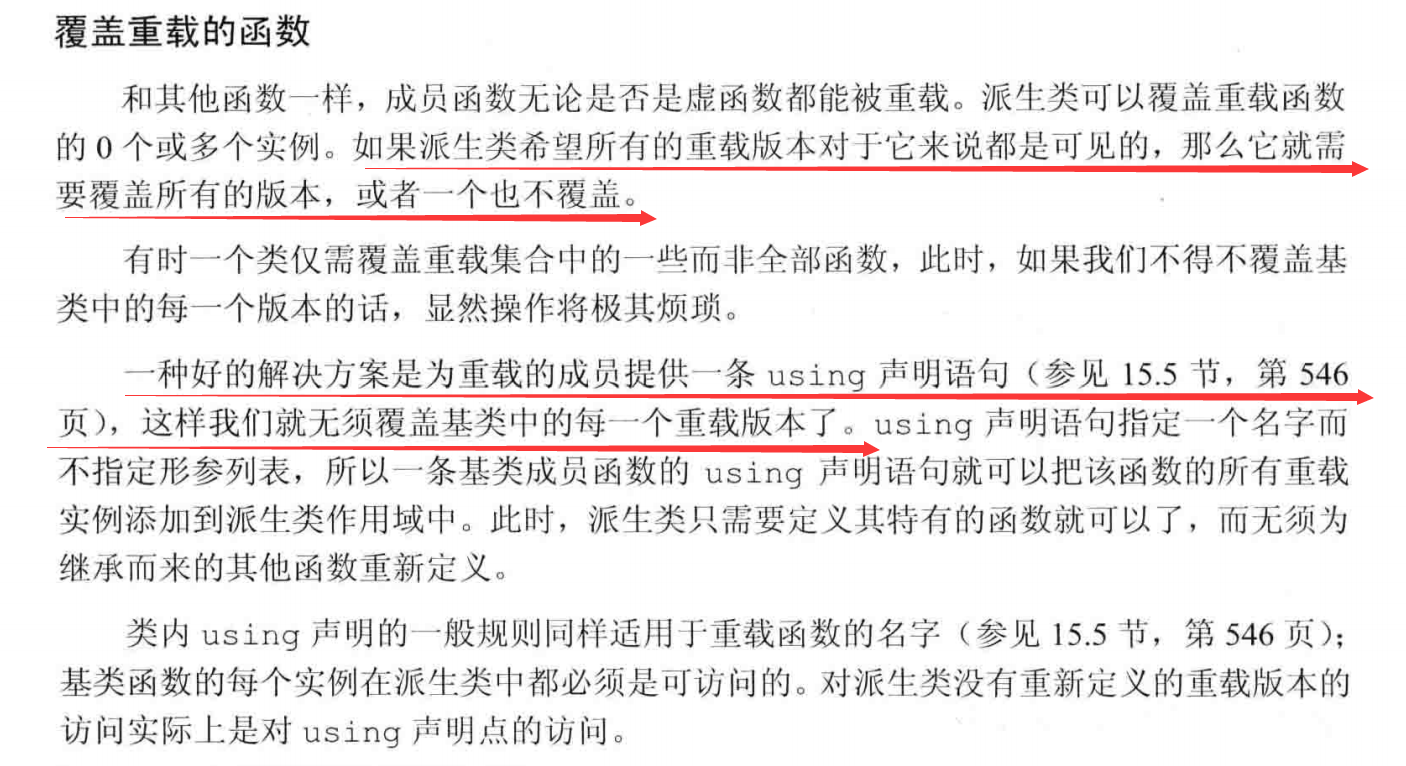 覆盖重载的函数
和其他函数一样，成员函数无论是否是虚函数都能被重载。派生类可以覆盖重载函数
的 0 个或多个实例。如果派生类希望所有的重载版本对于它来说都是可见的，那么它就需
要覆盖所有的版本，或者一个也不覆盖。
有时一个类仅需覆盖重载集合中的一些而非全部函数，此时，如果我们不得不覆盖基
类中的每一个版本的话，显然操作将极其烦琐。
一种好的解决方案是为重载的成员提供一条 using 声明语句（参见 15.5 节，第 546
页），这样我们就无须覆盖基类中的每一个重载版本了。using 声明语句指定一个名字而
不指定形参列表，所以一条基类成员函数的 using 声明语句就可以把该函数的所有重载
实例添加到派生类作用域中。此时，派生类只需要定义其特有的函数就可以了，而无须为
继承而来的其他函数重新定义。
类内 using 声明的一般规则同样适用于重载函数的名字（参见 15.5 节，第 546 页）；
基类函数的每个实例在派生类中都必须是可访问的。对派生类没有重新定义的重载版本的
访问实际上是对 using 声明点的访问。